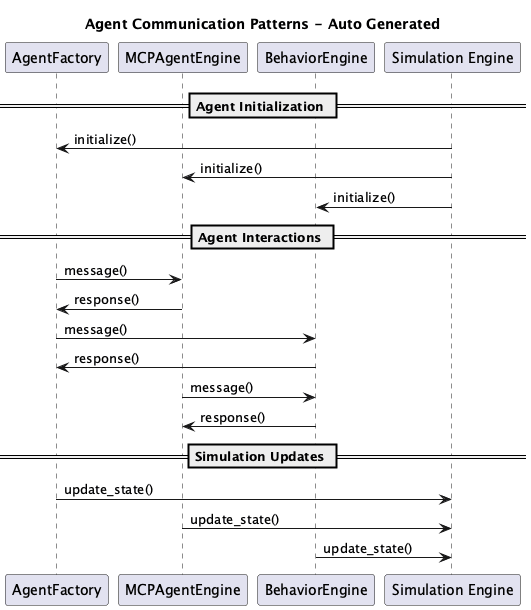 Agent Communication Patterns - Auto Generated
AgentFactory MCPAgentEngine BehaviorEngine Simulation Engine
Agent Initialization
initialize()
initialize()
initialize()
Agent Interactions
message()
response()
message()
response()
message()
response()
Simulation Updates
update_state()
update_state()
update_state()
AgentFactory MCPAgentEngine BehaviorEngine Simulation Engine